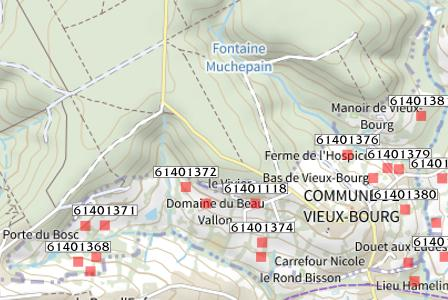 Fontaine
Muchepain
6140138
Manoir de Vieux-
Bourg
61401376
Ferme de l'Hospice
61401379
61401372
le Vivier
61401118
Bas de Vieux-Bourg
COMMUNE
61401380
Domaine du Beau
Vallon
VIEUX-BOURG
61401371
61401374
Porte du Bosc
61401368
Douet aux
6140
Carrefour Nicole
le Rond Bisson
Lieu Hamelin